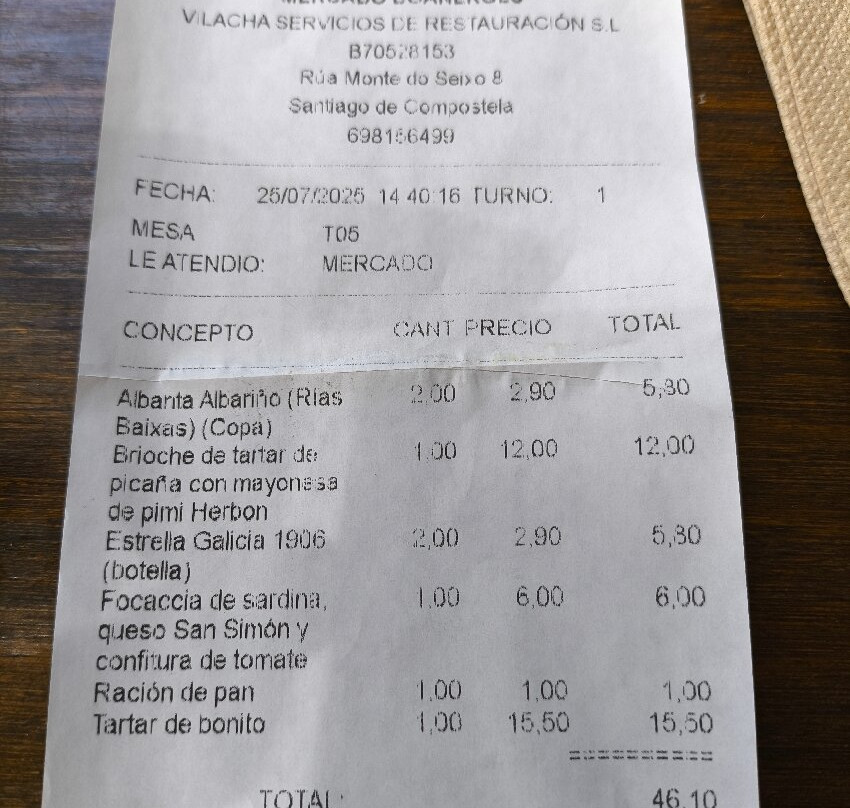 VILACHA SERVICIOS DE RESTAURACIÓN S.L
B70528153
Rúa Monte do Seixo 8
Santiago de Compostela
698156499
FECHA: 25/07/2025 14:40:16 TURNO: 1
MESA T05
LE ATENDIO: MERCADO
CONCEPTO CANT PRECIO TOTAL
Albanta Albariño (Rías 2,00 2,90 5,80
Baixas) (Copa)
Brioche de tartar de 1,00 12,00 12,00
picaña con mayonesa
de pimi Herbon
Estrella Galicia 1906 2,00 2,90 5,80
(botella)
Focaccia de sardina, 1,00 6,00 6,00
queso San Simón y
confitura de tomate
Ración de pan 1,00 1,00 1,00
Tartar de bonito 1,00 15,50 15,50
TOTAL: 46,10